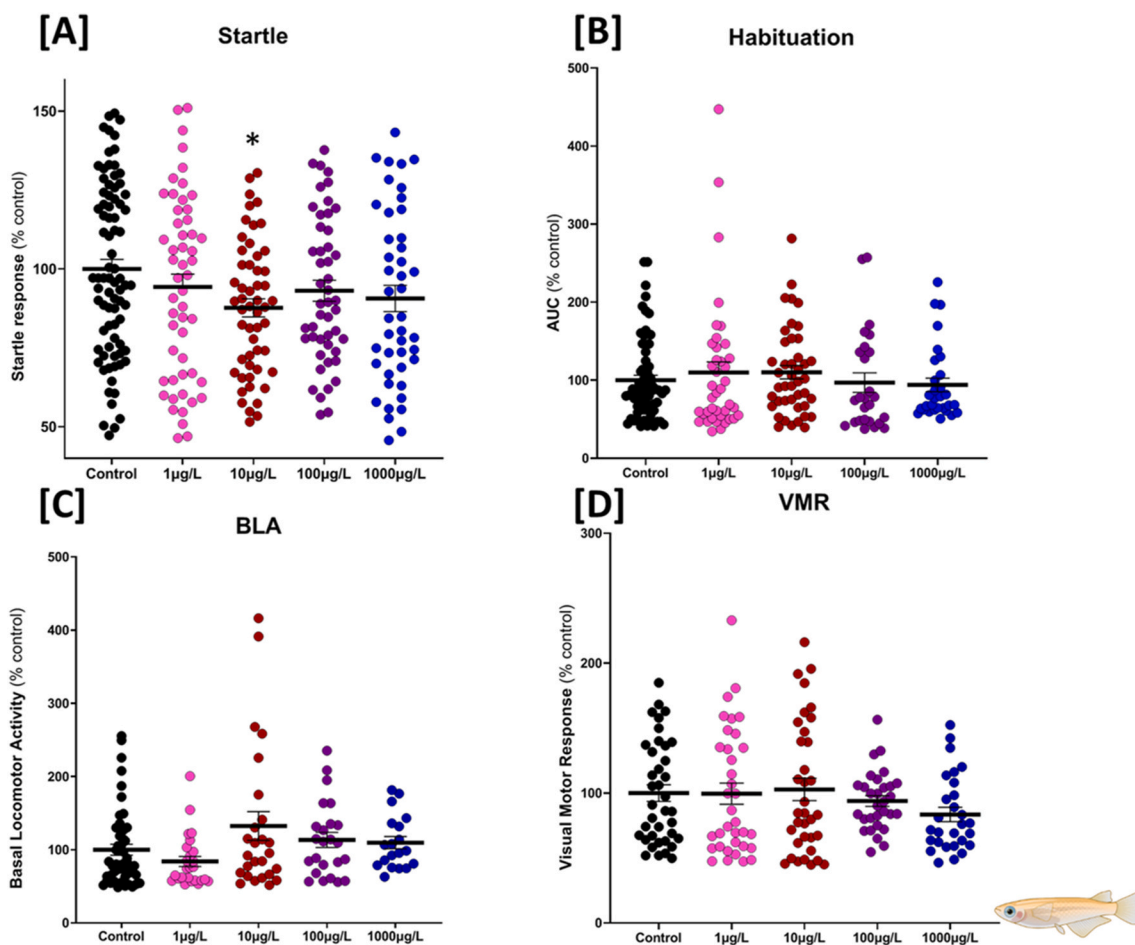 [A]
Startle
Startle response (% control)
150
100
50
*
Control 1µg/L 10µg/L 100µg/L 1000µg/L
[B]
Habituation
AUC (% control)
500
400
300
200
100
0
Control 1µg/L 10µg/L 100µg/L 1000µg/L
[C]
BLA
Basal Locomotor Activity (% control)
500
400
300
200
100
0
Control 1µg/L 10µg/L 100µg/L 1000µg/L
[D]
VMR
Visual Motor Response (% control)
300
200
100
0
Control 1µg/L 10µg/L 100µg/L 1000µg/L